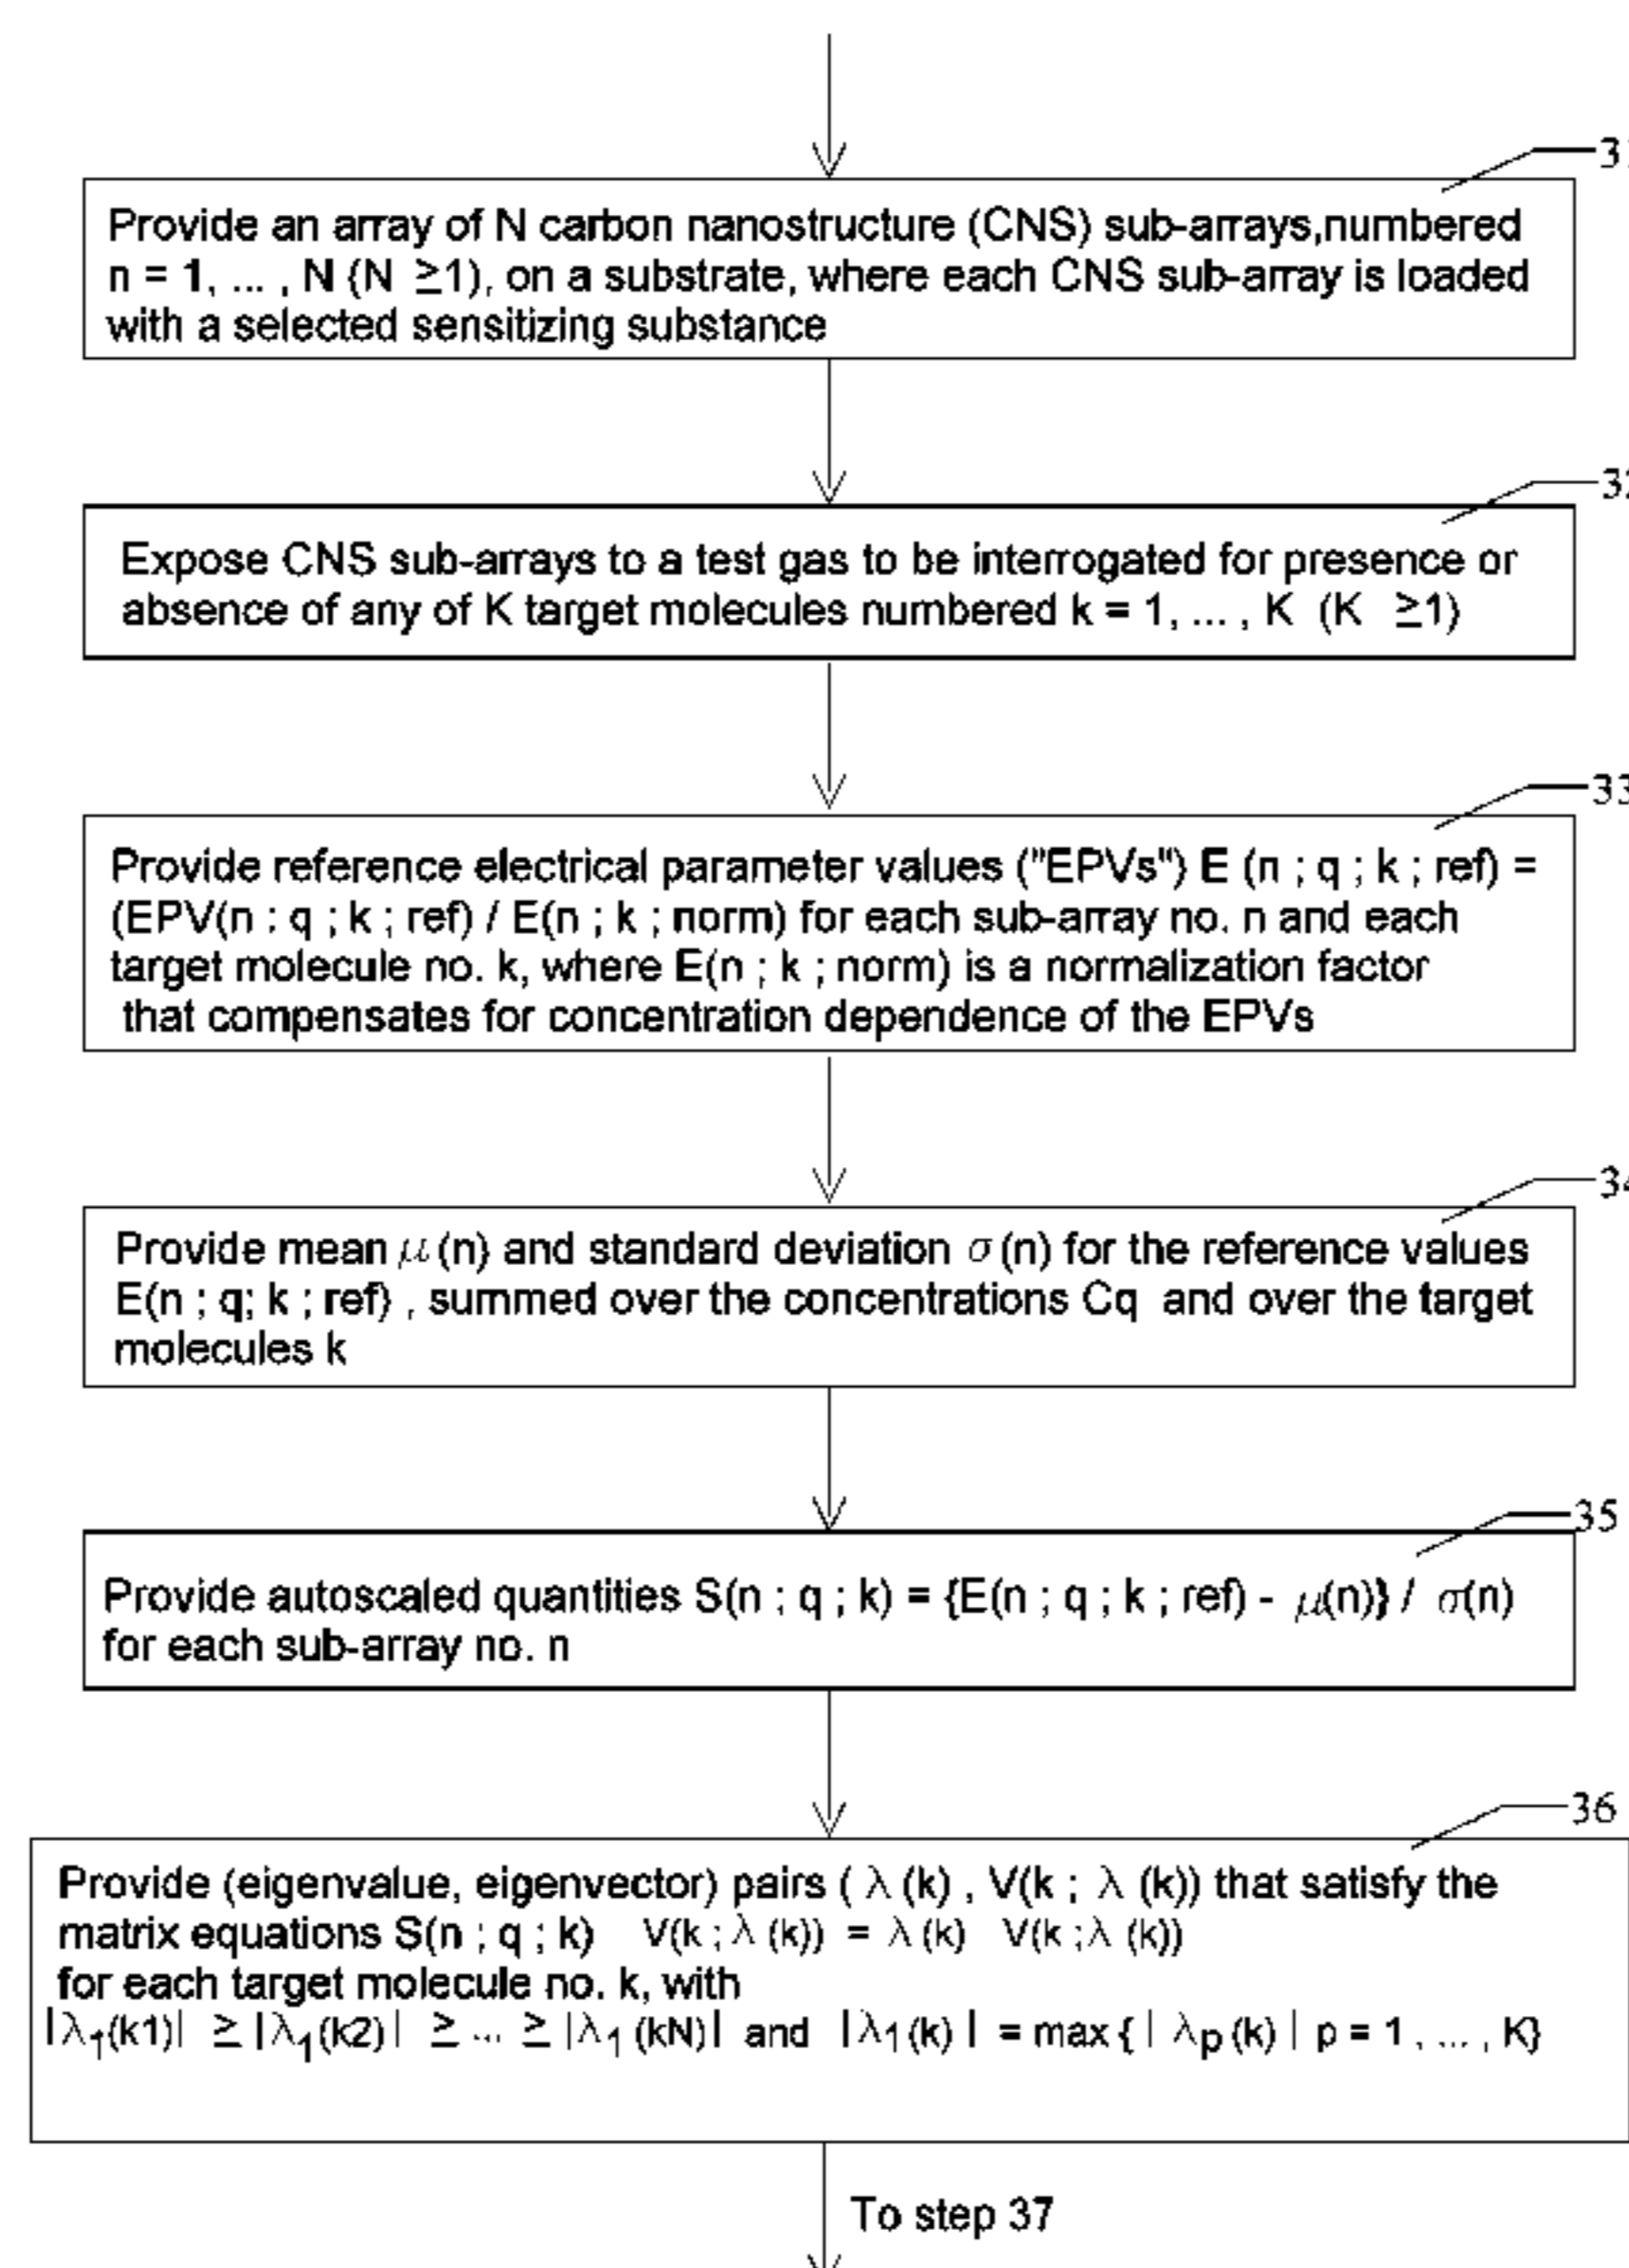 31
Provide an array of N carbon nanostructure (CNS) sub-arrays,numbered
n = 1, ... , N (N ≥1), on a substrate, where each CNS sub-array is loaded
with a selected sensitizing substance
32
Expose CNS sub-arrays to a test gas to be interrogated for presence or
absence of any of K target molecules numbered k = 1, ... , K (K ≥1)
33
Provide reference electrical parameter values ("EPVs") E (n ; q ; k ; ref) =
(EPV(n : q ; k ; ref) / E(n ; k ; norm) for each sub-array no. n and each
target molecule no. k, where E(n ; k ; norm) is a normalization factor
that compensates for concentration dependence of the EPVs
34
Provide mean μ (n) and standard deviation σ (n) for the reference values
E(n ; q; k ; ref) , summed over the concentrations Cq and over the target
molecules k
35
Provide autoscaled quantities S(n : q ; k) = {E(n ; q ; k ; ref) - μ(n)} / σ(n)
for each sub-array no. n
36
Provide (eigenvalue, eigenvector) pairs ( λ (k) , V(k ; λ (k)) that satisfy the
matrix equations S(n ; q ; k) V(k ; λ (k)) = λ (k) V(k ; λ (k))
for each target molecule no. k, with
|λ1(k1)| ≥ |λ1(k2)| ≥ ... ≥ |λ1 (kN)| and |λ1 (k) | = max { | λp (k) | p = 1 , ... , K}
To step 37